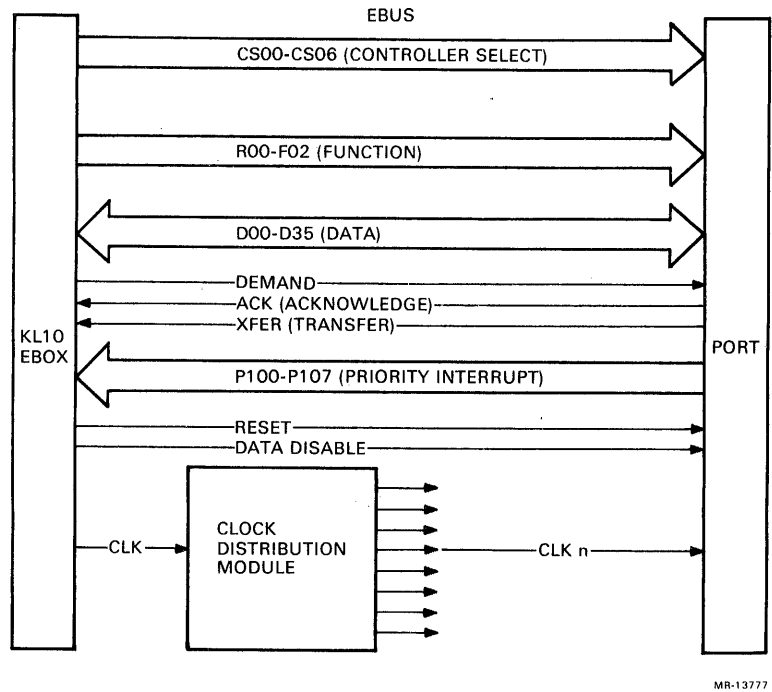 EBUS
CS00-CS06 (CONTROLLER SELECT)
R00-F02 (FUNCTION)
D00-D35 (DATA)
DEMAND
ACK (ACKNOWLEDGE)
XFER (TRANSFER)
KL10
EBOX
PORT
P100-P107 (PRIORITY INTERRUPT)
RESET
DATA DISABLE
CLK
CLOCK
DISTRIBUTION
MODULE
CLK n
MR-13777